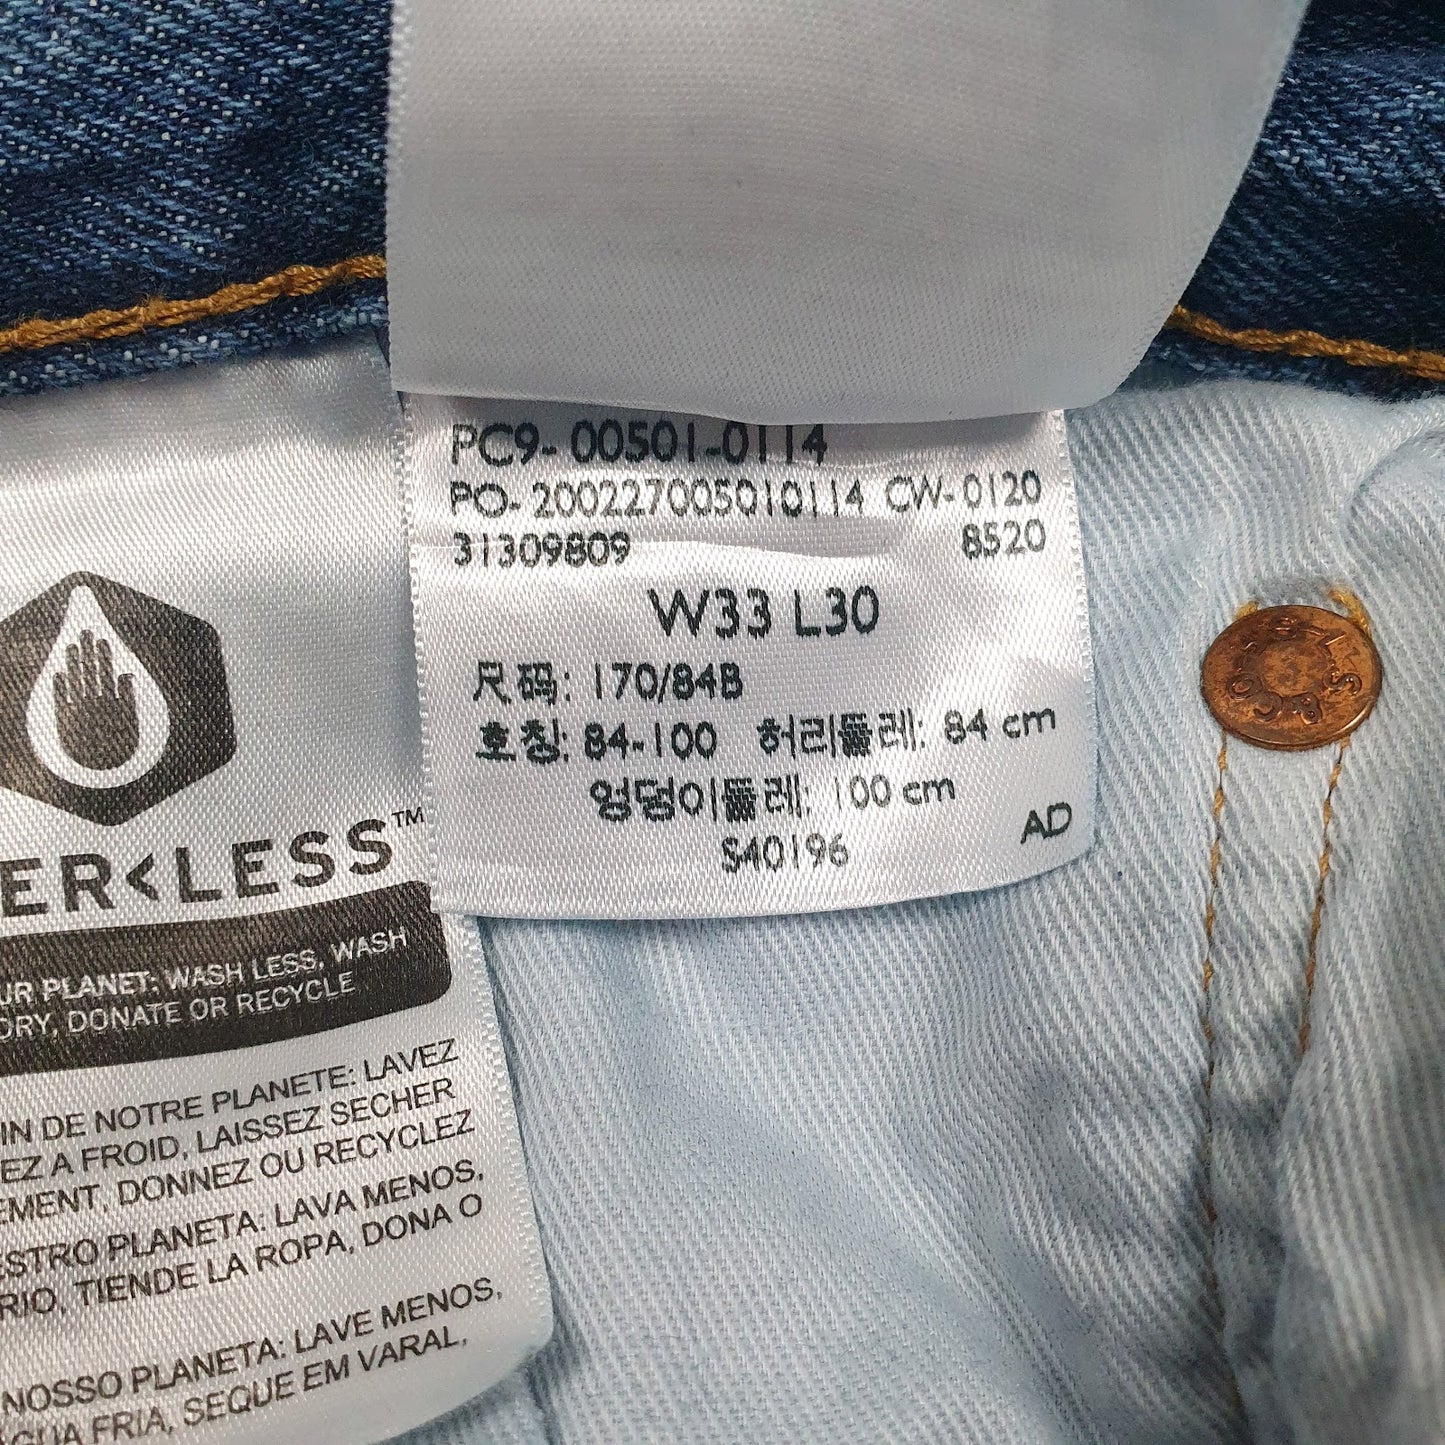 PC9-00501-0114
PO-200227005010114 CW-0120
31309809 8520
W33 L30
尺码: 170/84B
호칭: 84-100 허리둘레: 84 cm
엉덩이둘레: 100 cm
S40196
AD
ER<LESS™
UR PLANET: WASH LESS, WASH
DRY, DONATE OR RECYCLE
IN DE NOTRE PLANETE: LAVEZ
EZ A FROID, LAISSEZ SECHER
EMENT, DONNEZ OU RECYCLEZ
ESTRO PLANETA: LAVA MENOS,
RIO, TIENDE LA ROPA, DONA O
NOSSO PLANETA: LAVE MENOS,
GUA FRIA, SEQUE EM VARAL,